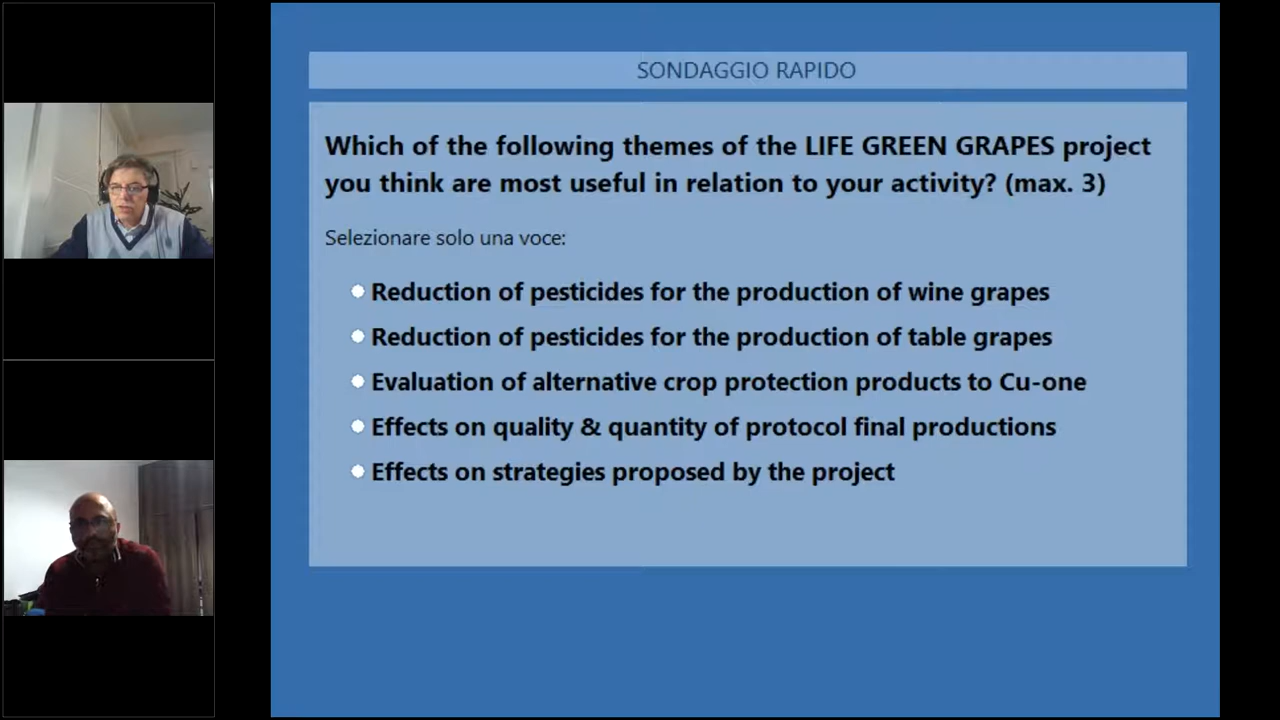 SONDAGGIO RAPIDO
Which of the following themes of the LIFE GREEN GRAPES project
you think are most useful in relation to your activity? (max. 3)
Selezionare solo una voce:
Reduction of pesticides for the production of wine grapes
Reduction of pesticides for the production of table grapes
Evaluation of alternative crop protection products to Cu-one
Effects on quality & quantity of protocol final productions
Effects on strategies proposed by the project